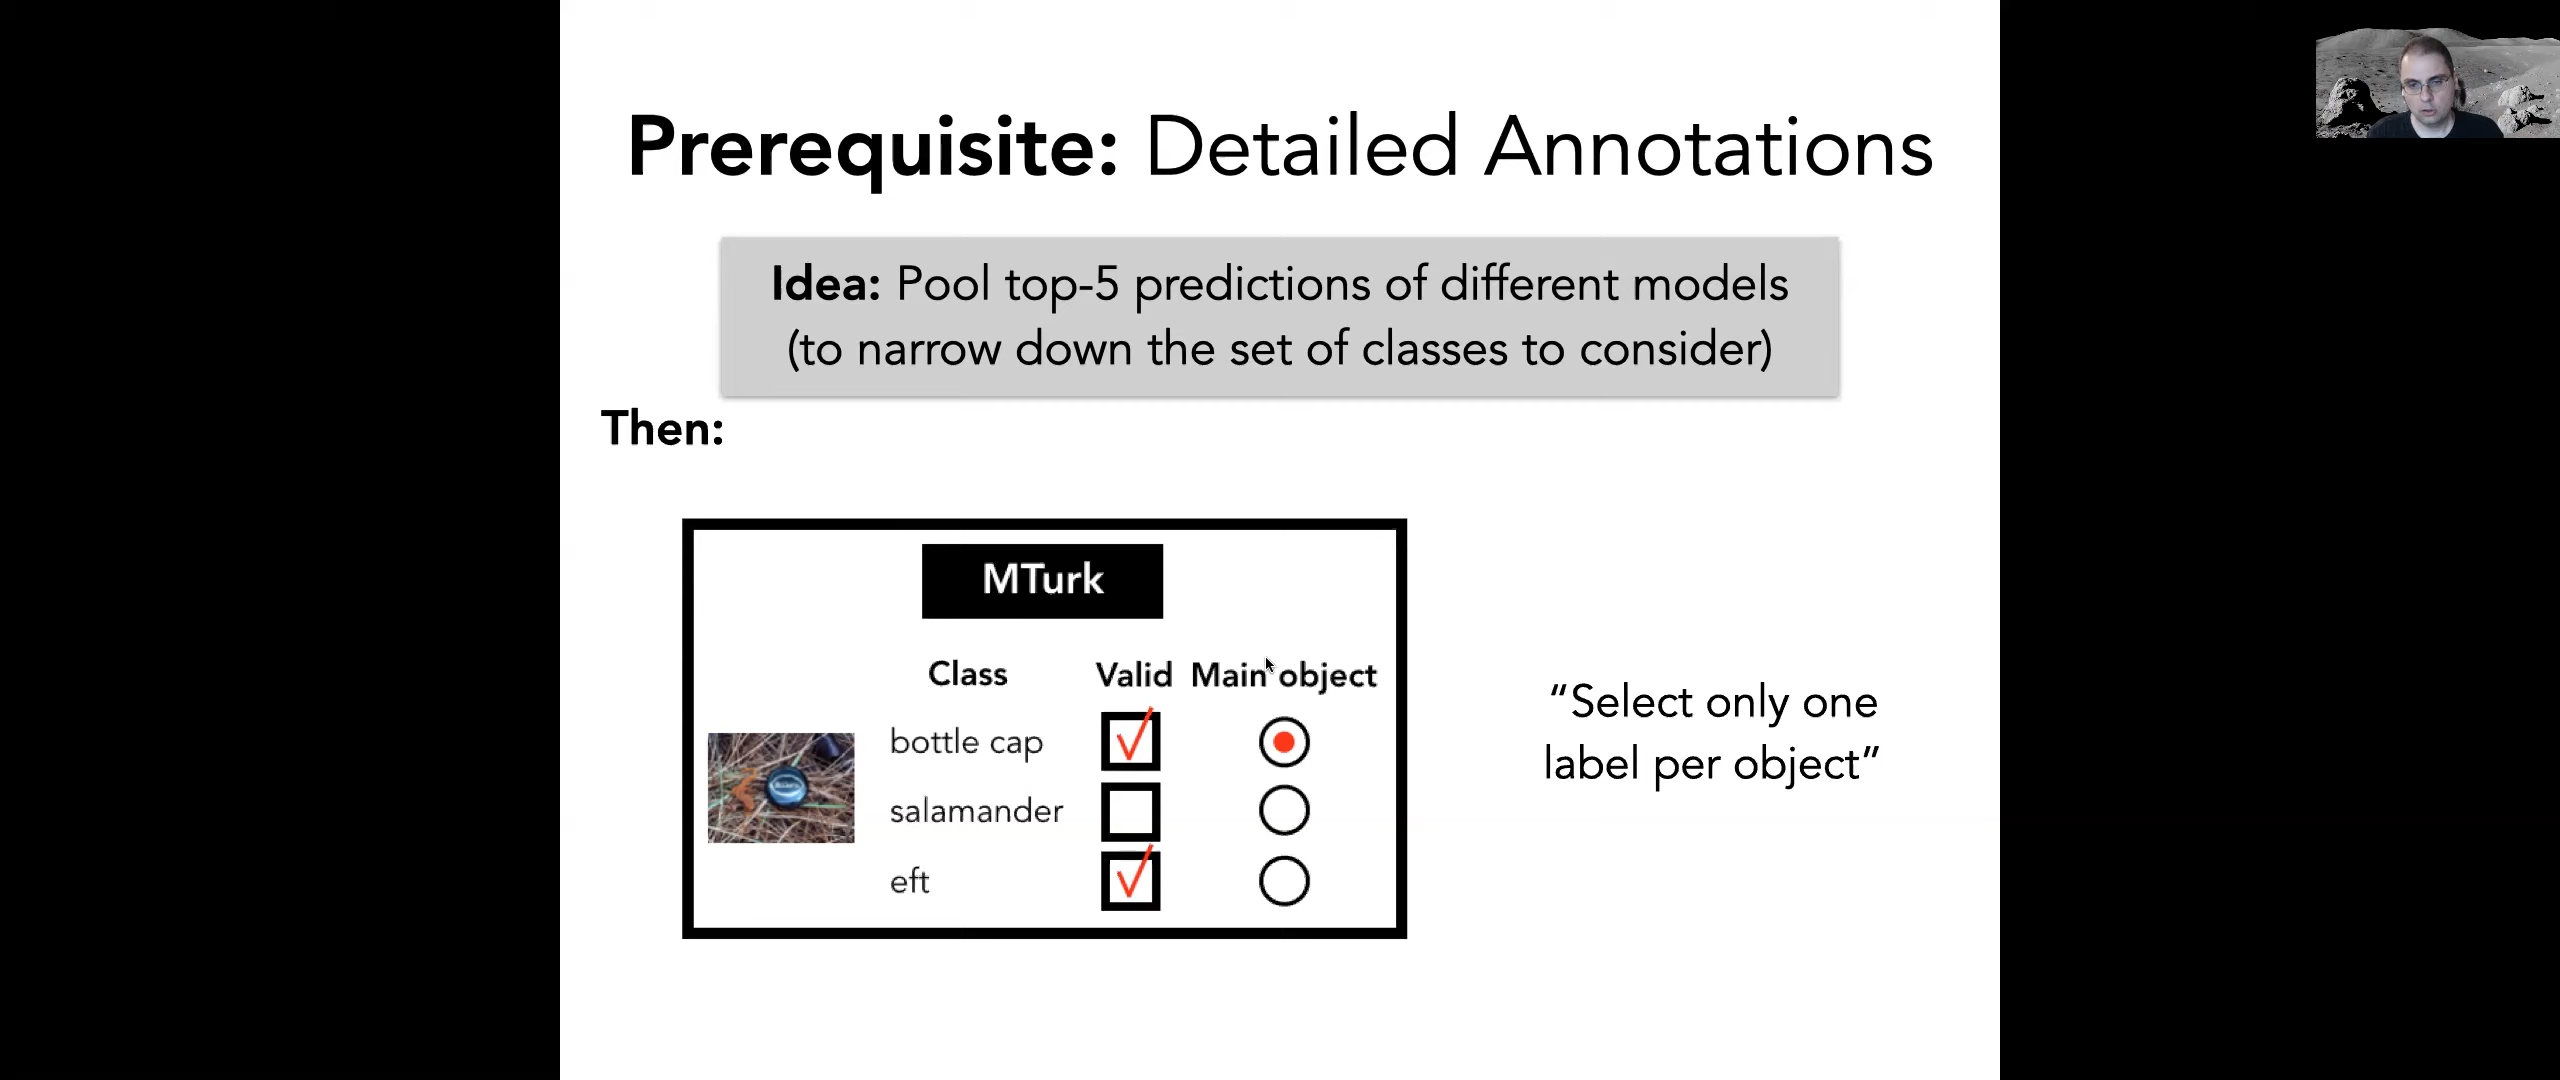 Prerequisite: Detailed Annotations
Idea: Pool top-5 predictions of different models
(to narrow down the set of classes to consider)
Then:
MTurk
Class Valid Main object
bottle cap
salamander
eft
“Select only one
label per object”